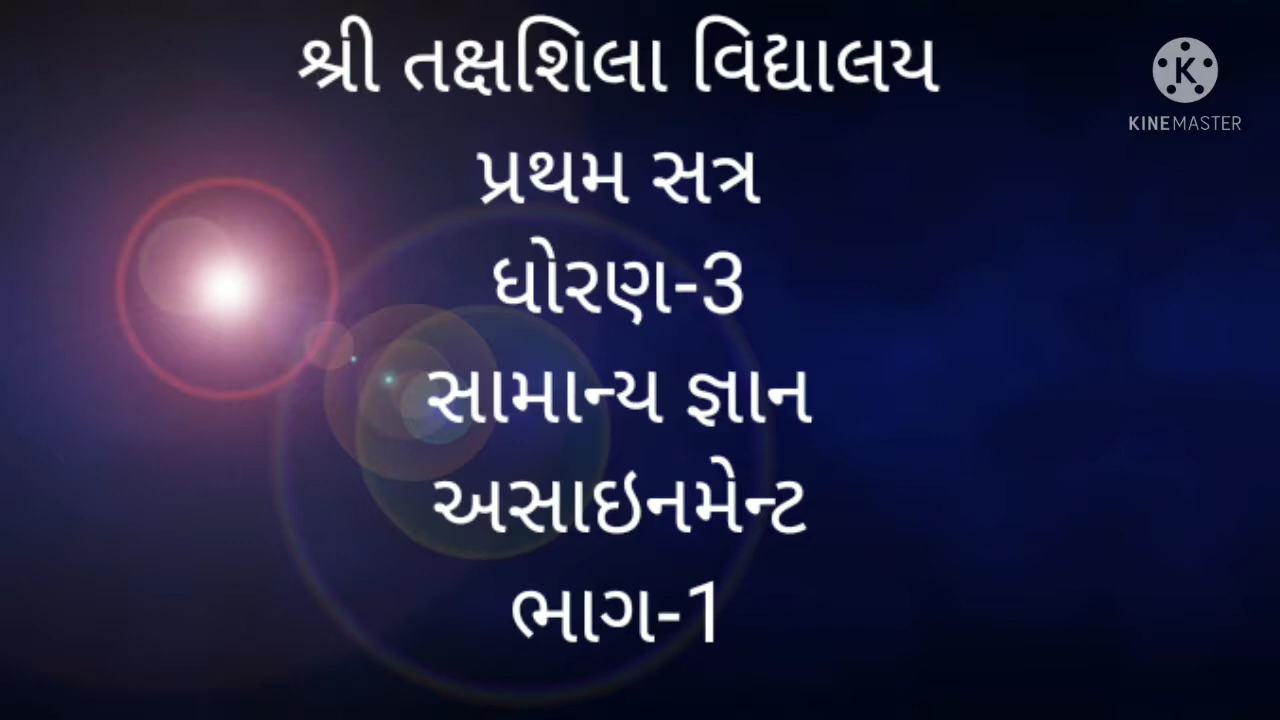 શ્રી તક્ષશિલા વિદ્યાલય
પ્રથમ સત્ર
ધોરણ-3
સામાન્ય જ્ઞાન
અસાઇનમેન્ટ
ભાગ-1
K
KINEMASTER